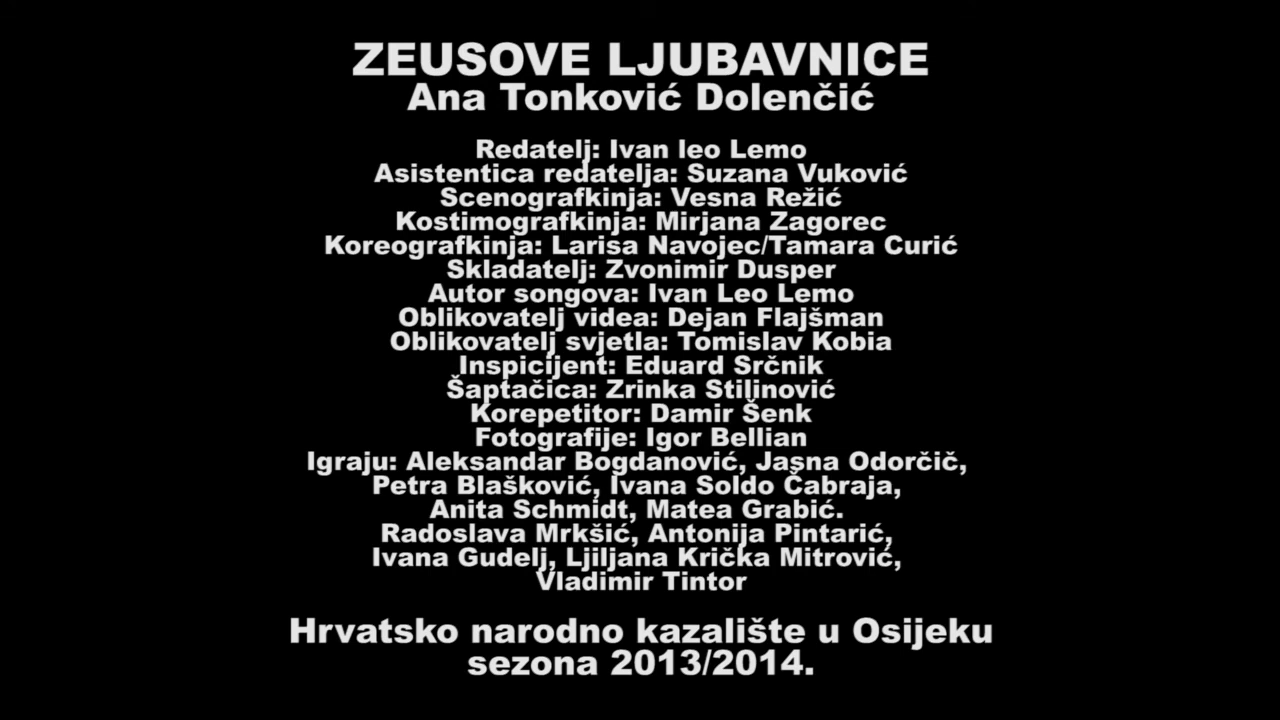 ZEUSOVE LJUBAVNICE
Ana Tonković Dolenčić
Redatelj: Ivan leo Lemo
Asistentica redatelja: Suzana Vuković
Scenografkinja: Vesna Režić
Kostimografkinja: Mirjana Zagorec
Koreografkinja: Larisa Navojec/Tamara Curić
Skladatelj: Zvonimir Dusper
Autor songova: Ivan Leo Lemo
Oblikovatelj videa: Dejan Flajšman
Oblikovatelj svjetla: Tomislav Kobia
Inspicijent: Eduard Srčnik
Šaptačica: Zrinka Stilinović
Korepetitor: Damir Šenk
Fotografije: Igor Bellian
Igraju: Aleksandar Bogdanović, Jasna Odorčič,
Petra Blašković, Ivana Soldo Čabraja,
Anita Schmidt, Matea Grabić.
Radoslava Mrkšić, Antonija Pintarić,
Ivana Gudelj, Ljiljana Krička Mitrović,
Vladimir Tintor
Hrvatsko narodno kazalište u Osijeku
sezona 2013/2014.